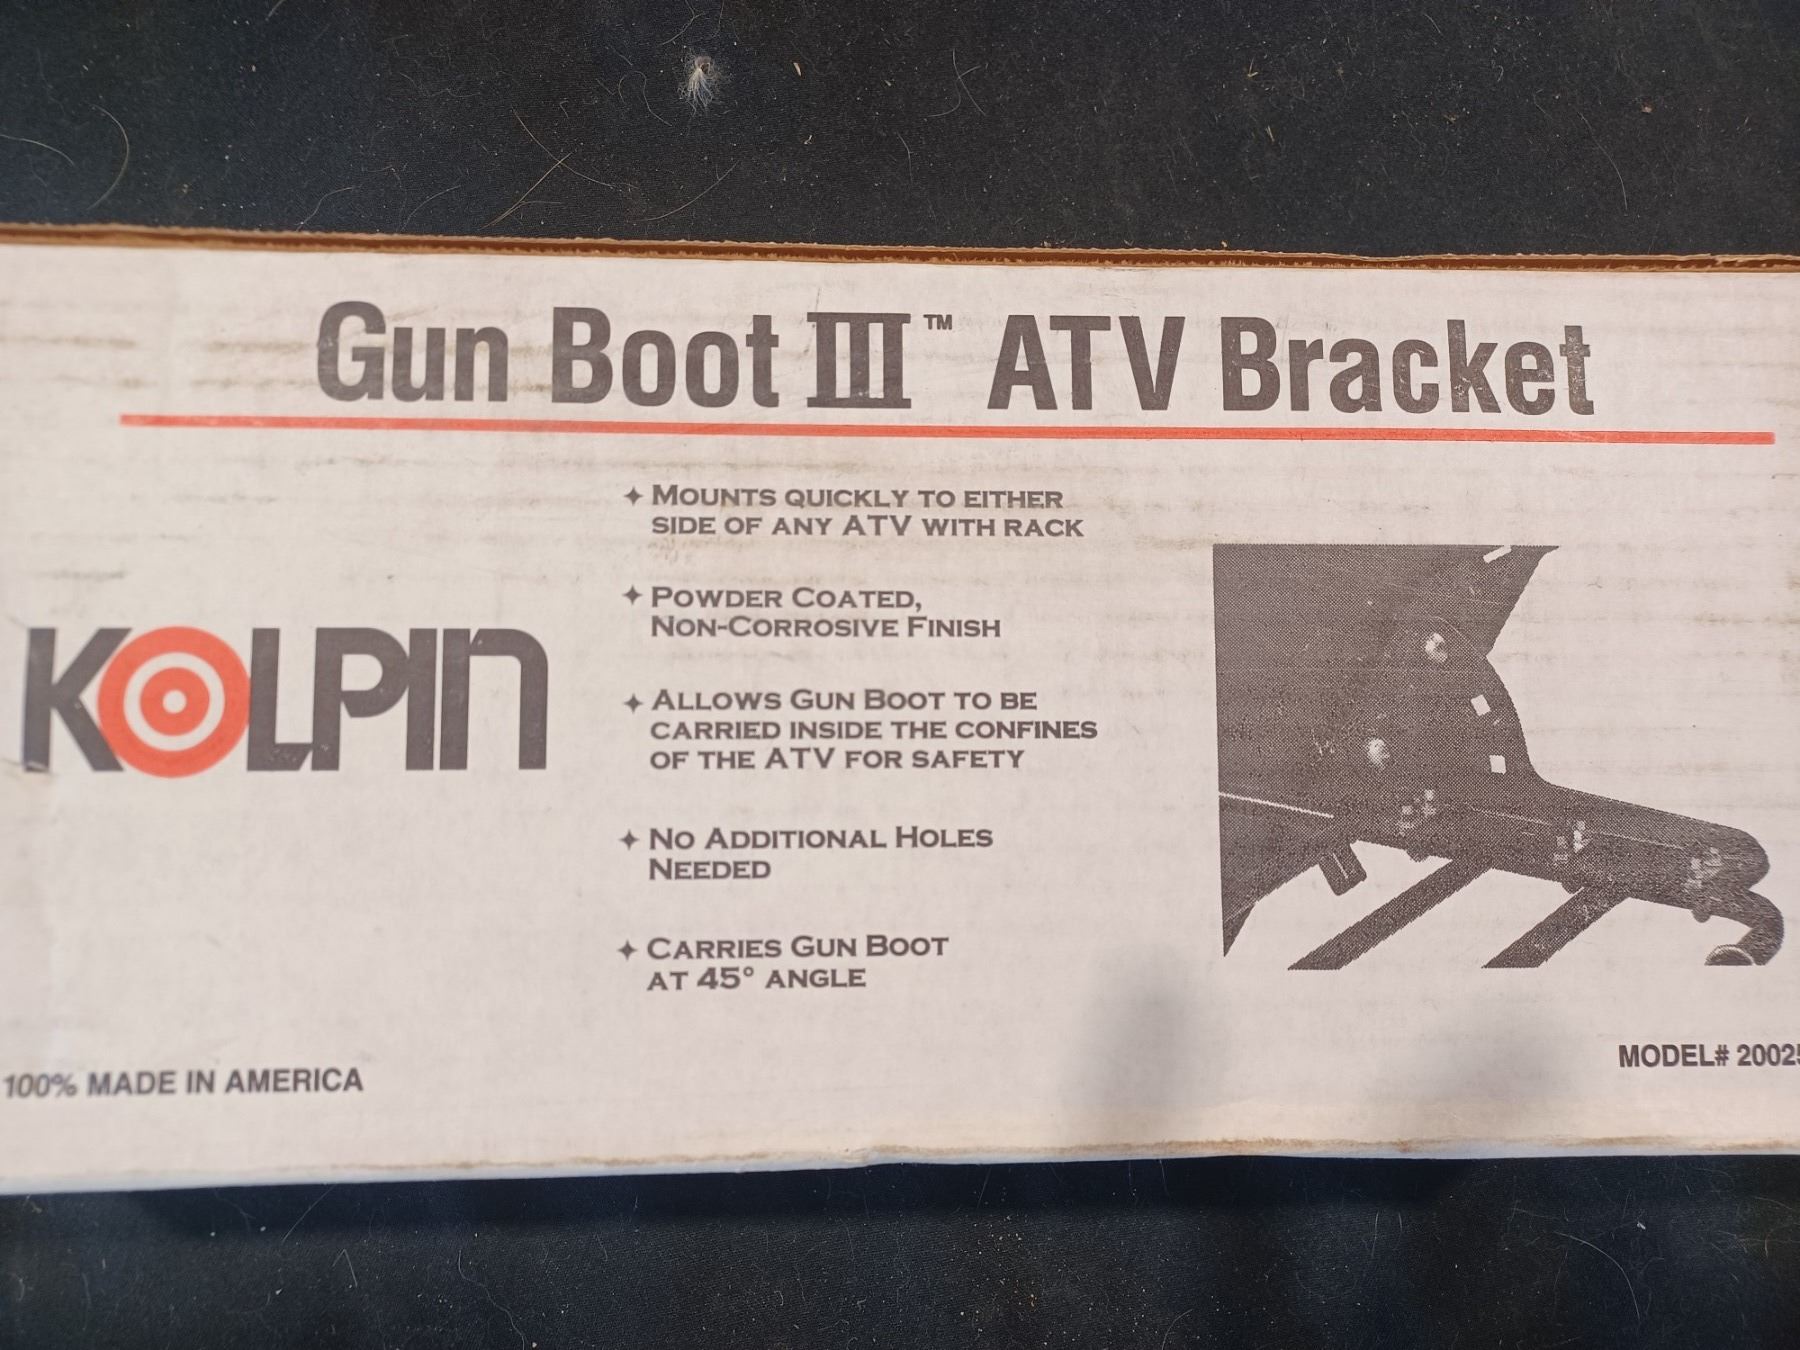 Gun Boot III™ ATV Bracket
✦ MOUNTS QUICKLY TO EITHER
SIDE OF ANY ATV WITH RACK
✦ POWDER COATED,
NON-CORROSIVE FINISH
KOLPIN
✦ ALLOWS GUN BOOT TO BE
CARRIED INSIDE THE CONFINES
OF THE ATV FOR SAFETY
✦ NO ADDITIONAL HOLES
NEEDED
✦ CARRIES GUN BOOT
AT 45° ANGLE
MODEL# 20025
100% MADE IN AMERICA